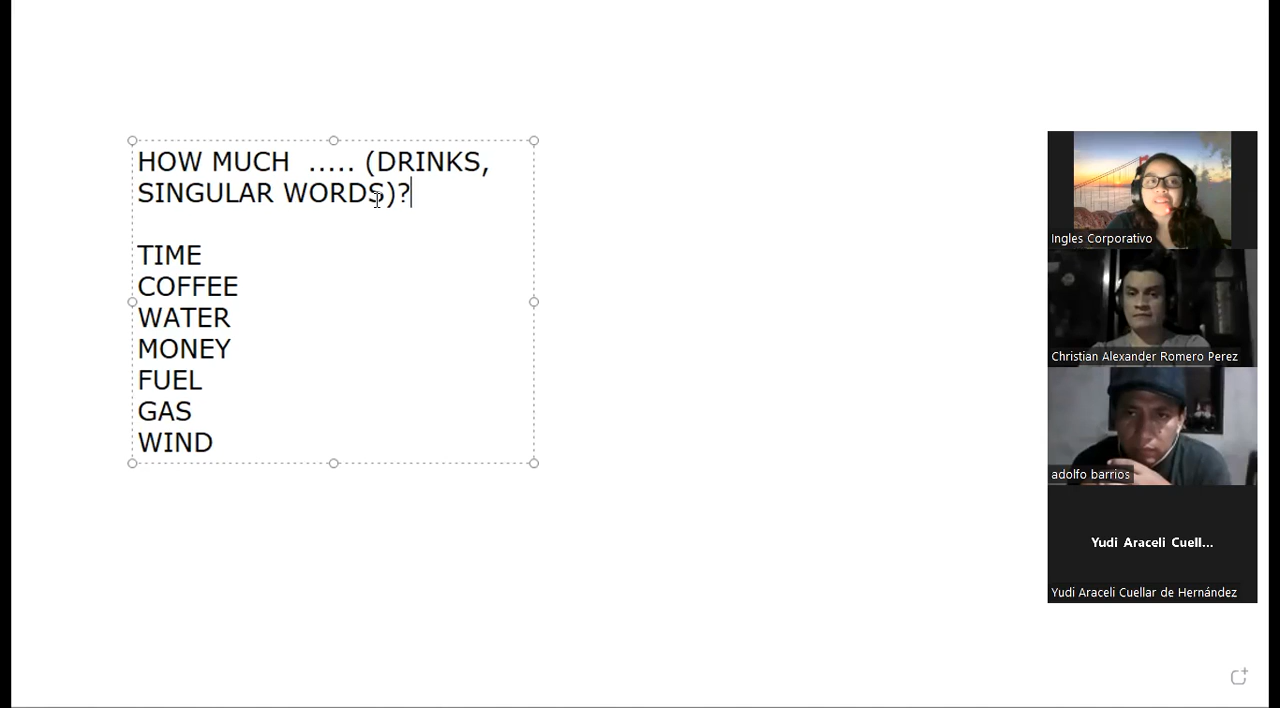 HOW MUCH ..... (DRINKS,
SINGULAR WORDS)?
TIME
COFFEE
WATER
MONEY
FUEL
GAS
WIND
Ingles Corporativo
Christian Alexander Romero Perez
adolfo barrios
Yudi Araceli Cuell...
Yudi Araceli Cuellar de Hernández